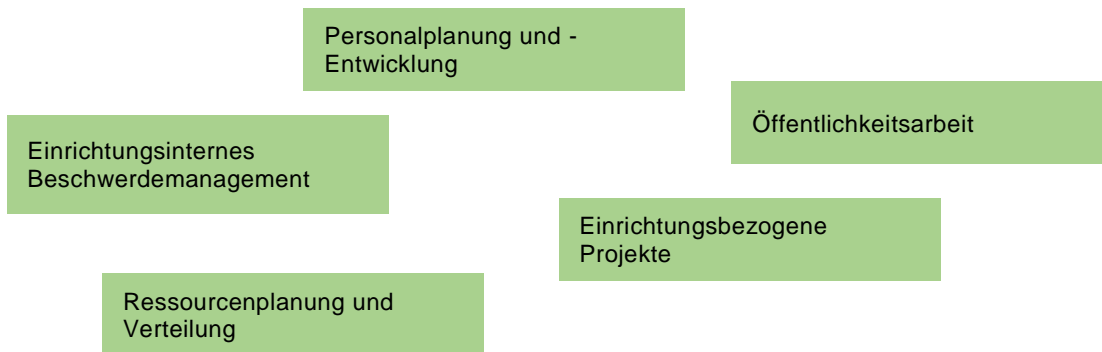 Personalplanung und -
Entwicklung
Öffentlichkeitsarbeit
Einrichtungsinternes
Beschwerdemanagement
Einrichtungsbezogene
Projekte
Ressourcenplanung und
Verteilung